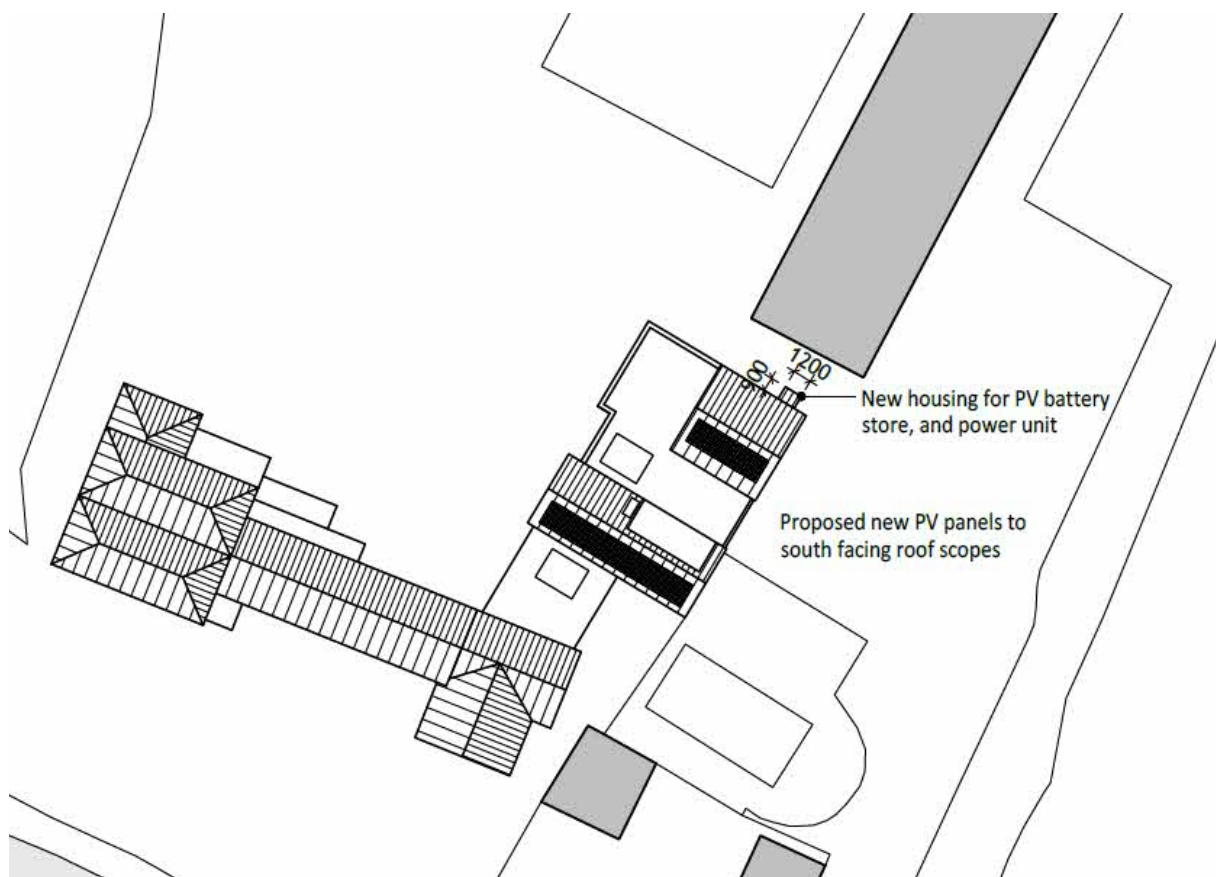 1200
900
New housing for PV battery
store, and power unit
Proposed new PV panels to
south facing roof scopes